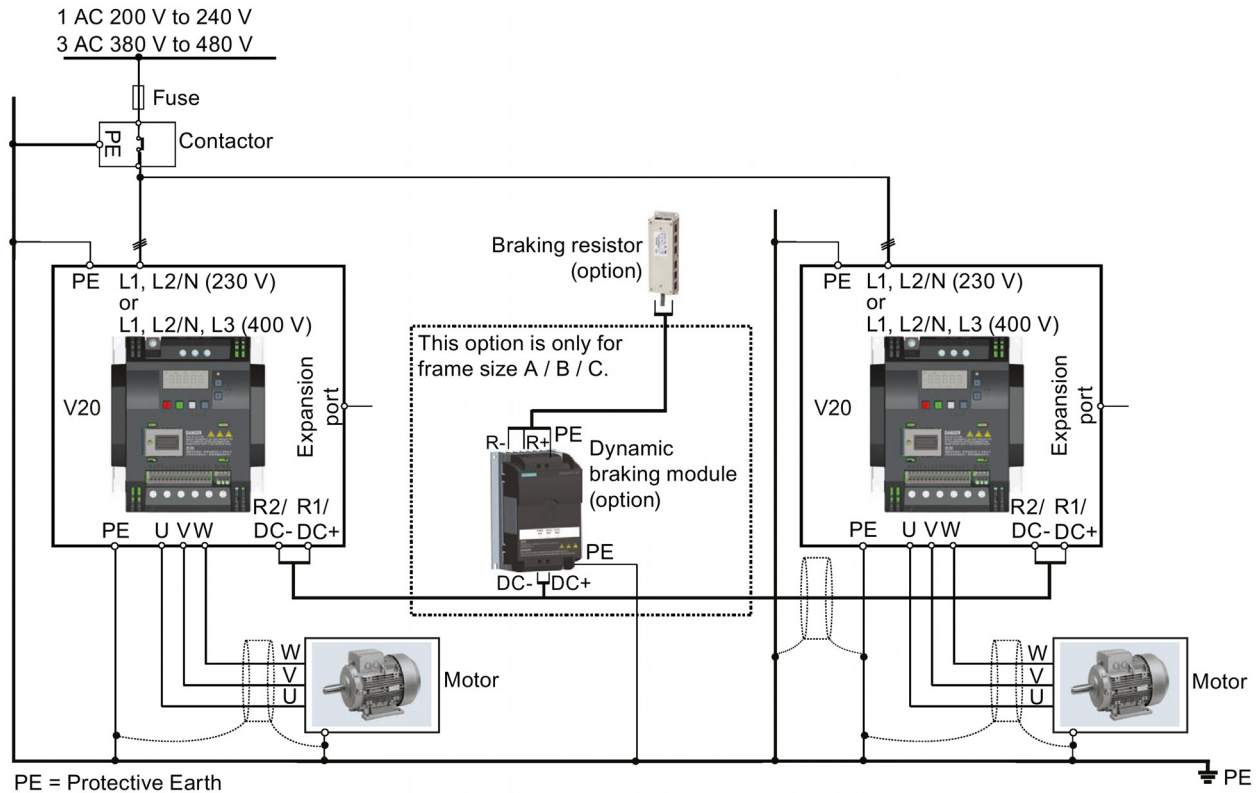 1 AC 200 V to 240 V
3 AC 380 V to 480 V
Fuse
PE
Contactor
Braking resistor
(option)
PE
L1, L2/N (230 V)
or
L1, L2/N, L3 (400 V)
V20
Expansion
port
R2/
DC-
R1/
DC+
PE
U V W
This option is only for
frame size A / B / C.
R-
R+
PE
Dynamic
braking module
(option)
PE
DC-
DC+
PE
L1, L2/N (230 V)
or
L1, L2/N, L3 (400 V)
V20
Expansion
port
R2/
DC-
R1/
DC+
PE
U V W
W
V
U
Motor
W
V
U
Motor
PE = Protective Earth
PE